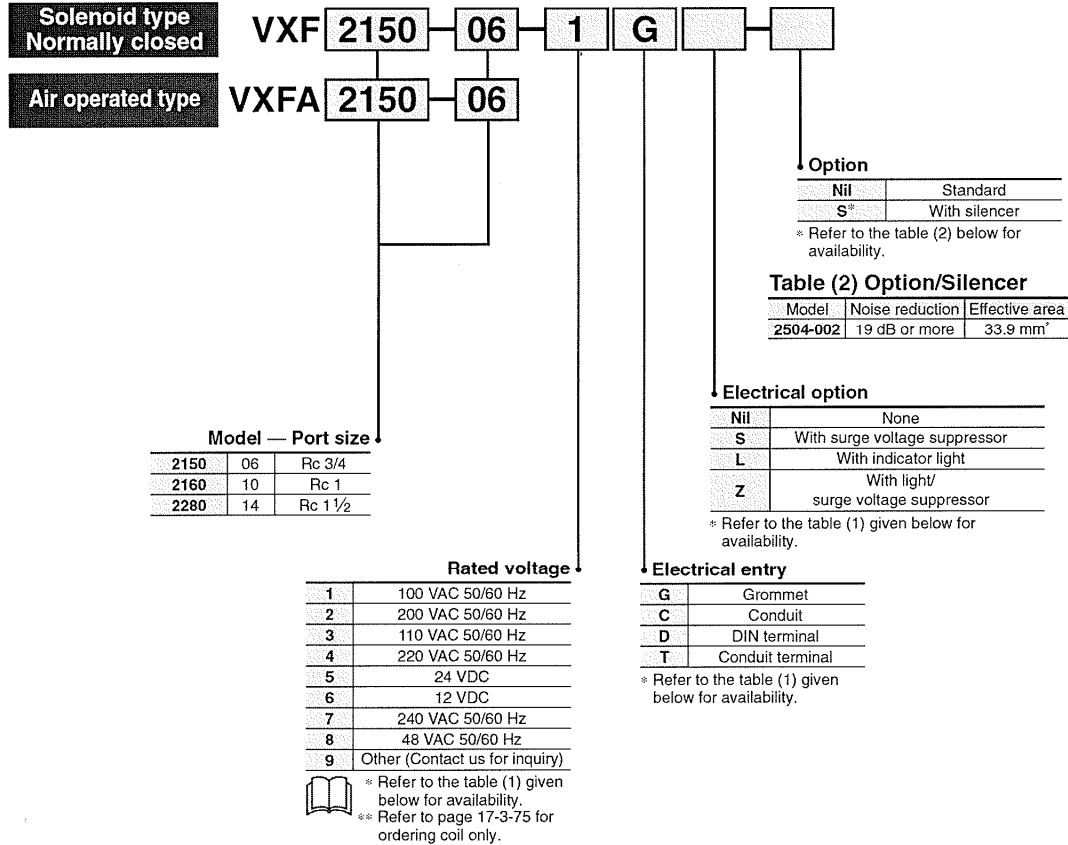 Solenoid type
Normally closed
VXF 2150 — 06 — 1 G —
Air operated type
VXFA 2150 — 06
Option
Nil Standard
S* With silencer
* Refer to the table (2) below for
availability.
Table (2) Option/Silencer
Model Noise reduction Effective area
2504-002 19 dB or more 33.9 mm²
Electrical option
Nil None
S With surge voltage suppressor
L With indicator light
Z With light/
surge voltage suppressor
* Refer to the table (1) given below for
availability.
Model — Port size
2150 06 Rc 3/4
2160 10 Rc 1
2280 14 Rc 1 1/2
Rated voltage
1 100 VAC 50/60 Hz
2 200 VAC 50/60 Hz
3 110 VAC 50/60 Hz
4 220 VAC 50/60 Hz
5 24 VDC
6 12 VDC
7 240 VAC 50/60 Hz
8 48 VAC 50/60 Hz
9 Other (Contact us for inquiry)
* Refer to the table (1) given
below for availability.
** Refer to page 17-3-75 for
ordering coil only.
Electrical entry
G Grommet
C Conduit
D DIN terminal
T Conduit terminal
* Refer to the table (1) given
below for availability.